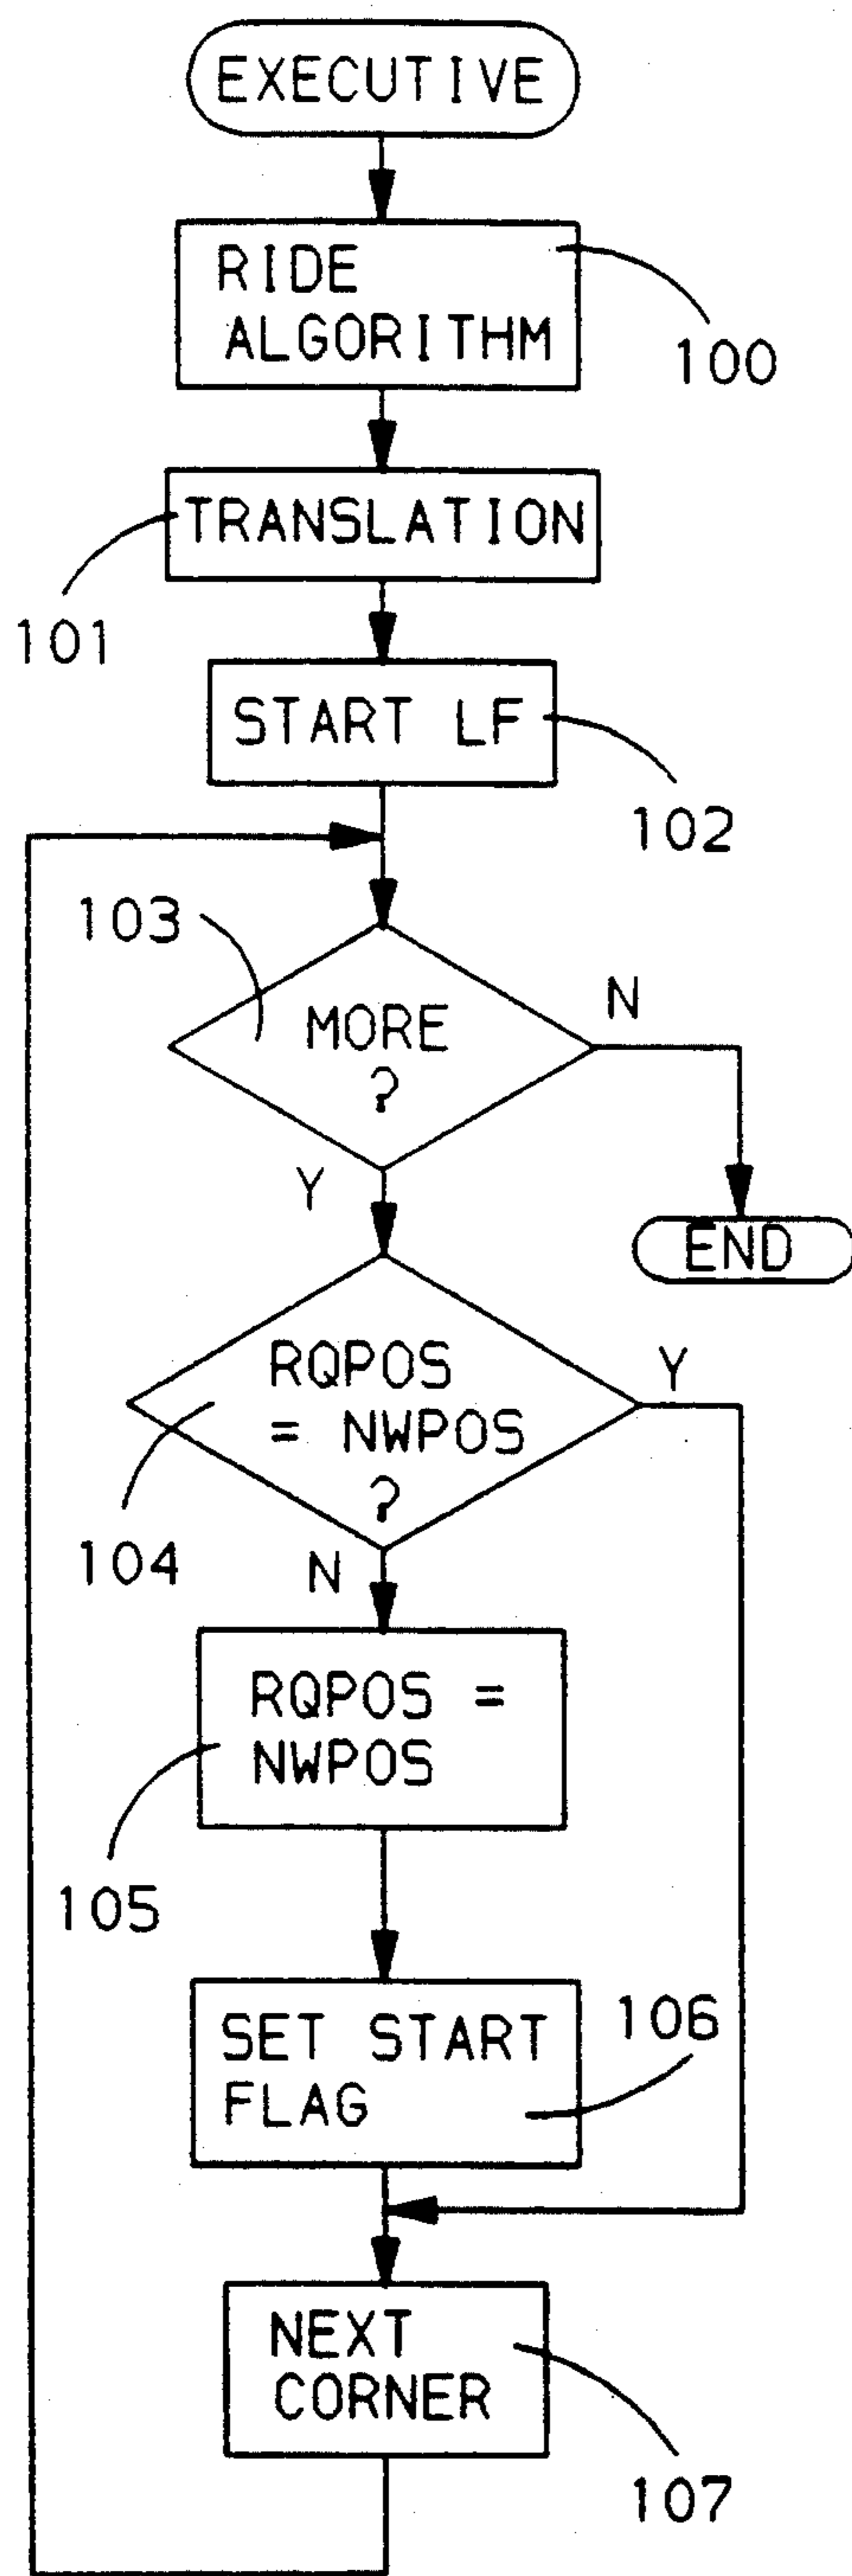 EXECUTIVE
RIDE
ALGORITHM
100
TRANSLATION
101
START LF
102
103
MORE
?
N
Y
END
RQPOS
= NWPOS
?
Y
104
N
RQPOS =
NWPOS
105
SET START
FLAG
106
NEXT
CORNER
107